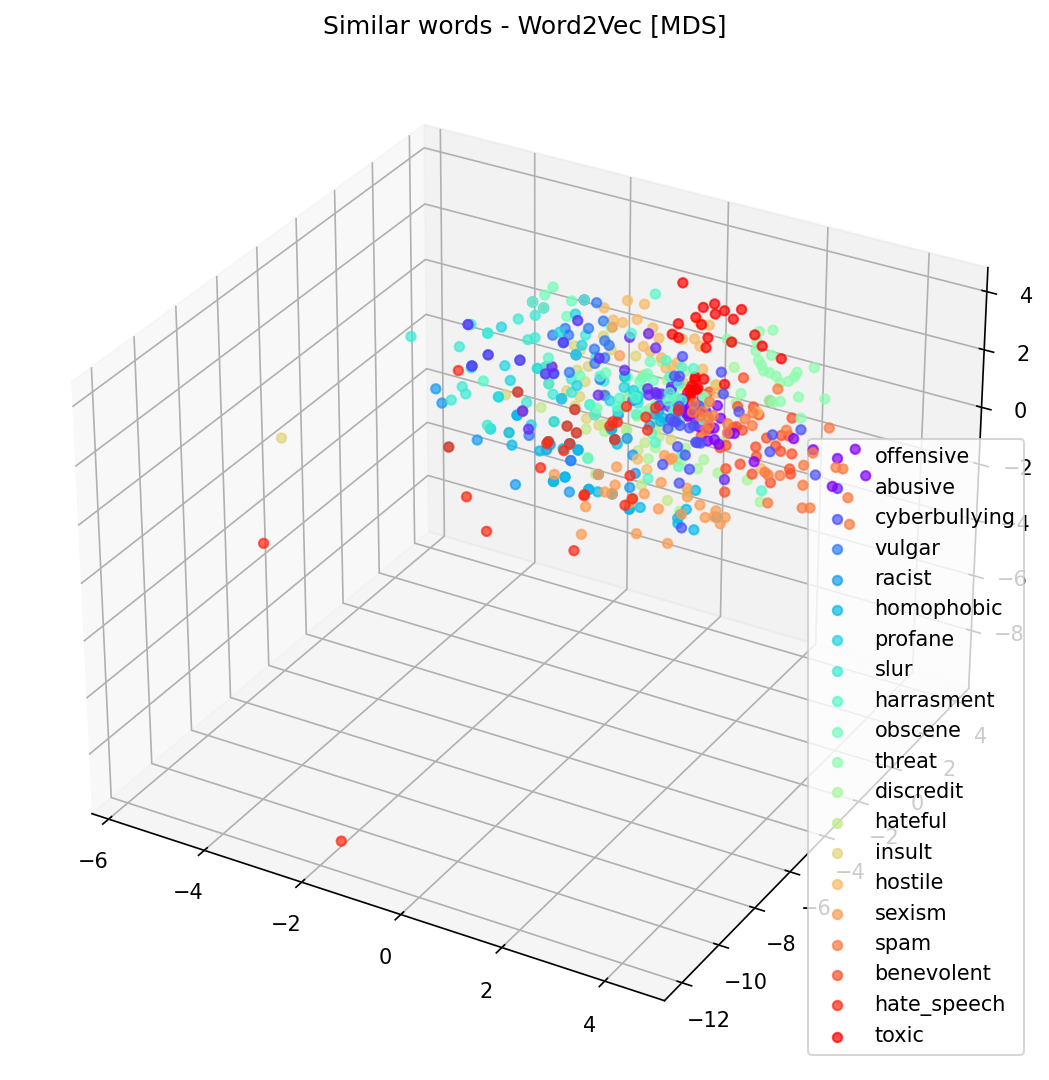 Similar words - Word2Vec [MDS]
4
2
0
−2
−4
−6
−8
4
2
0
−2
−4
−6
−8
−10
−12
−6
−4
−2
0
2
4
offensive
abusive
cyberbullying
vulgar
racist
homophobic
profane
slur
harrasment
obscene
threat
discredit
hateful
insult
hostile
sexism
spam
benevolent
hate_speech
toxic